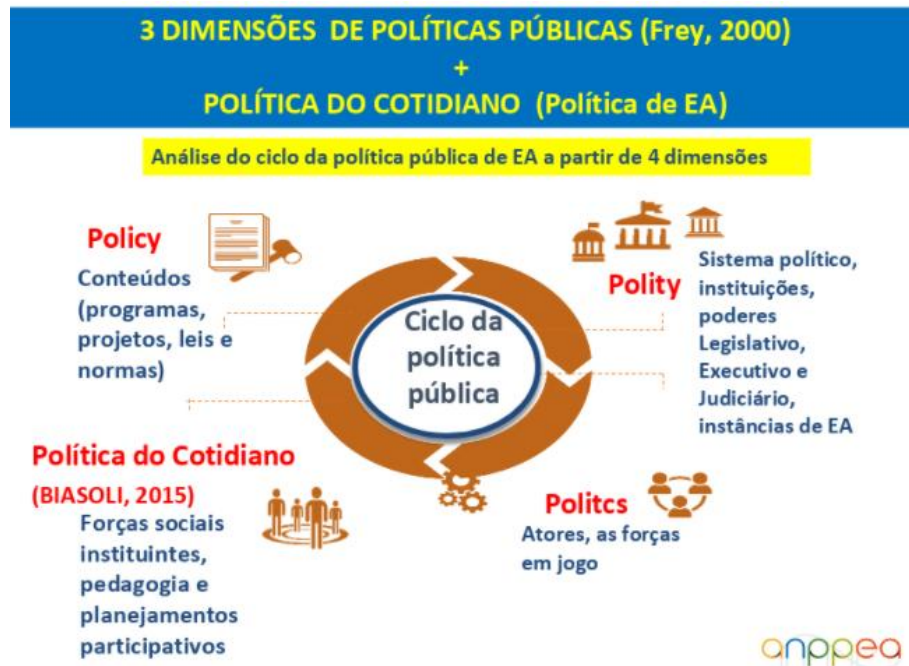 3 DIMENSÕES DE POLÍTICAS PÚBLICAS (Frey, 2000)
+
POLÍTICA DO COTIDIANO (Política de EA)
Análise do ciclo da política pública de EA a partir de 4 dimensões
Policy
Conteúdos
(programas,
projetos, leis e
normas)
Polity
Sistema político,
instituições,
poderes
Legislativo,
Executivo e
Judiciário,
instâncias de EA
Ciclo da
política
pública
Política do Cotidiano
(BIASOLI, 2015)
Forças sociais
instituintes,
pedagogia e
planejamentos
participativos
Politcs
Atores, as forças
em jogo
anppea